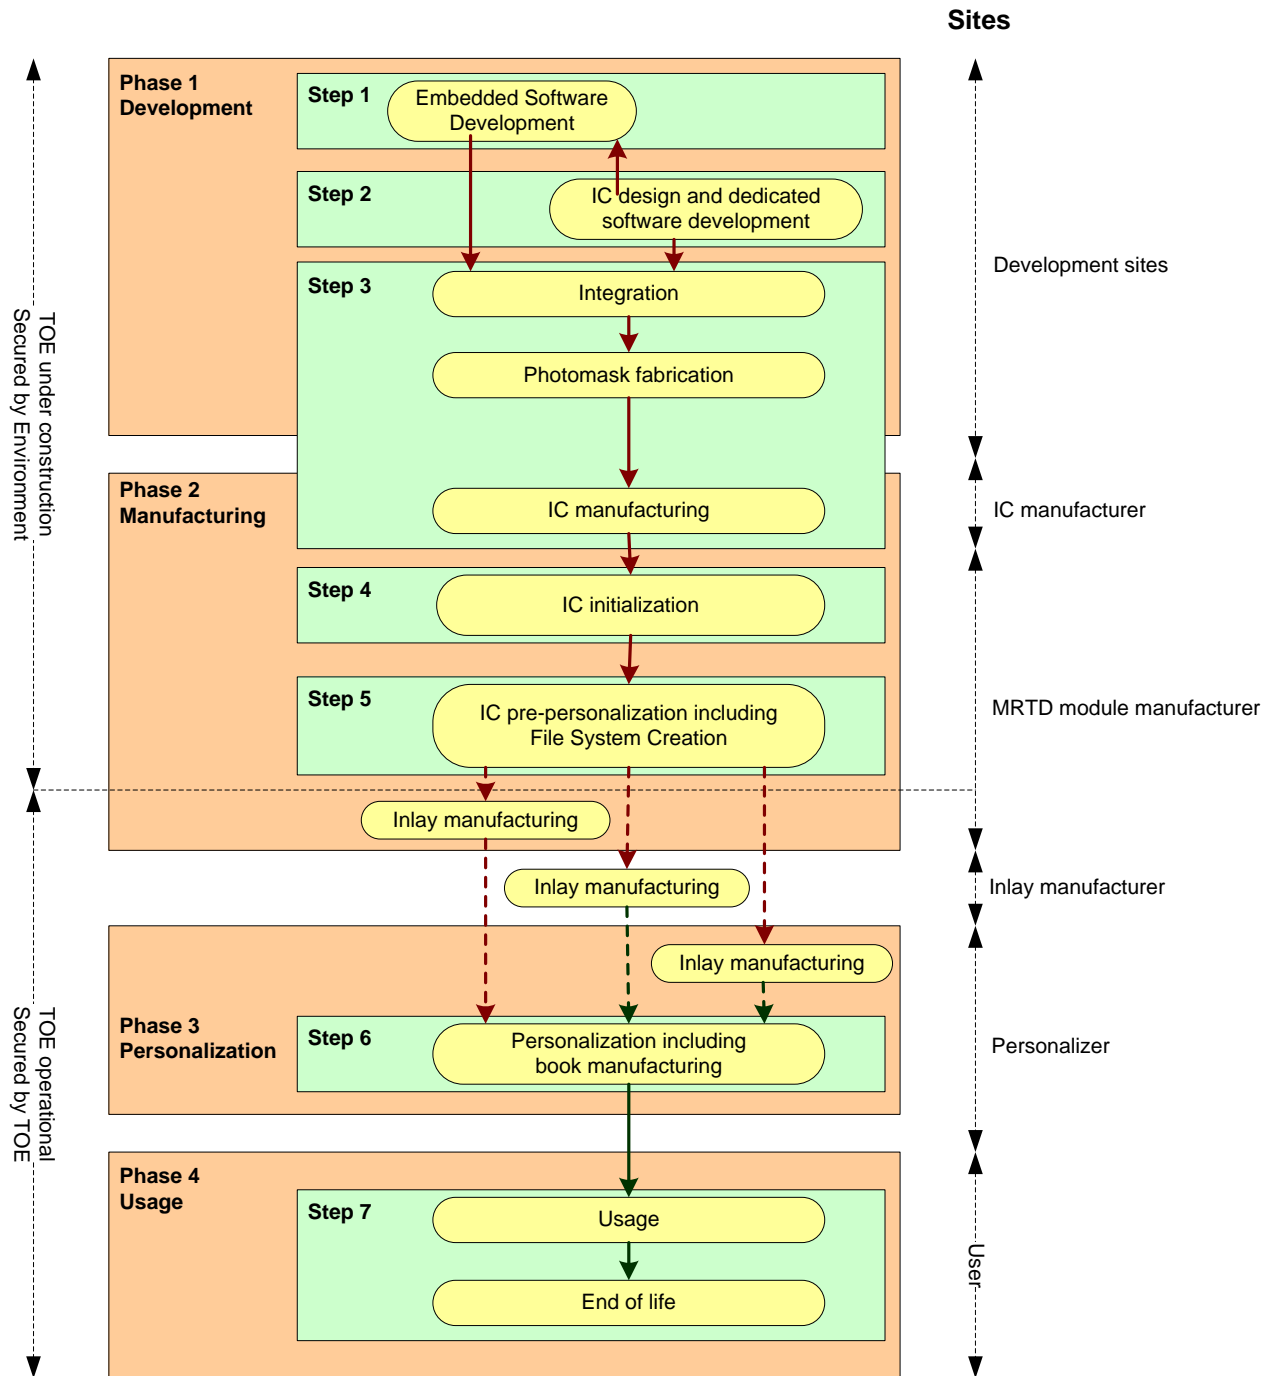 Sites
Phase 1
Development
Step 1
Embedded Software
Development
Step 2
IC design and dedicated
software development
Step 3
Integration
Photomask fabrication
Development sites
TOE under construction
Secured by Environment
Phase 2
Manufacturing
IC manufacturing
IC manufacturer
Step 4
IC initialization
Step 5
IC pre-personalization including
File System Creation
MRTD module manufacturer
Inlay manufacturing
Inlay manufacturing
Inlay manufacturer
Inlay manufacturing
Phase 3
Personalization
Step 6
Personalization including
book manufacturing
Personalizer
TOE operational
Secured by TOE
Phase 4
Usage
Step 7
Usage
End of life
User